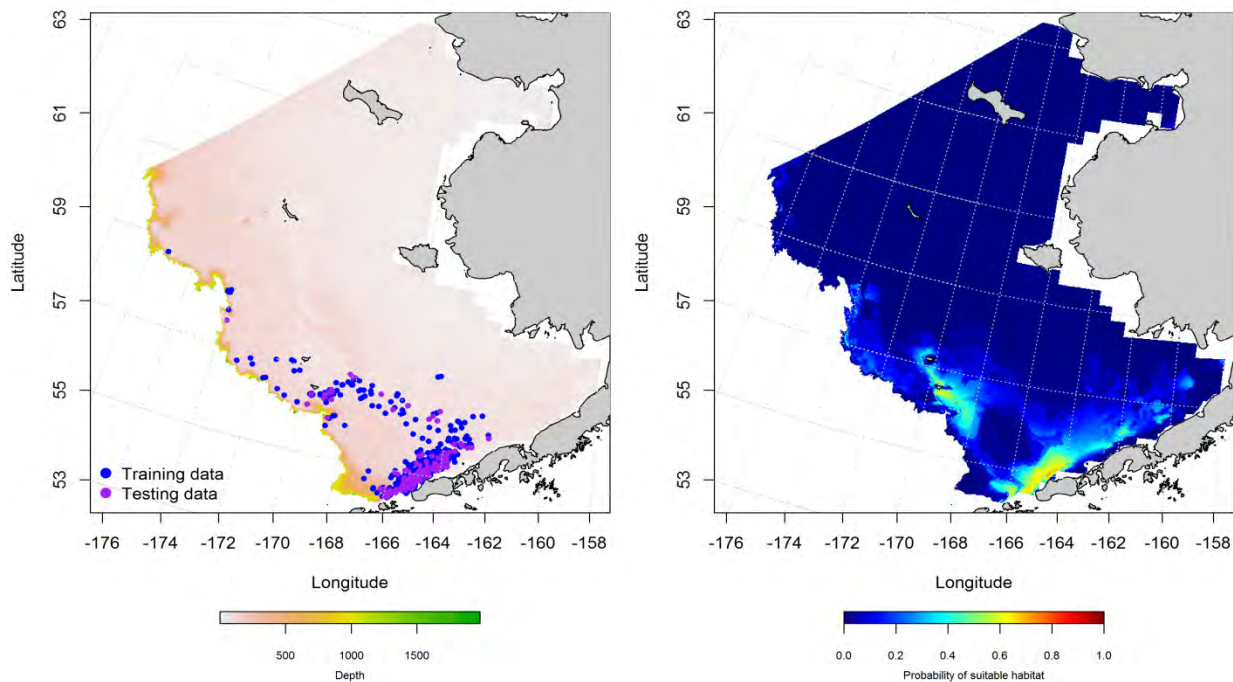 63
61
59
57
55
53
Latitude
Training data
Testing data
-176 -174 -172 -170 -168 -166 -164 -162 -160 -158
Longitude
500 1000 1500
Depth
63
61
59
57
55
53
Latitude
-176 -174 -172 -170 -168 -166 -164 -162 -160 -158
Longitude
0.0 0.2 0.4 0.6 0.8 1.0
Probability of suitable habitat